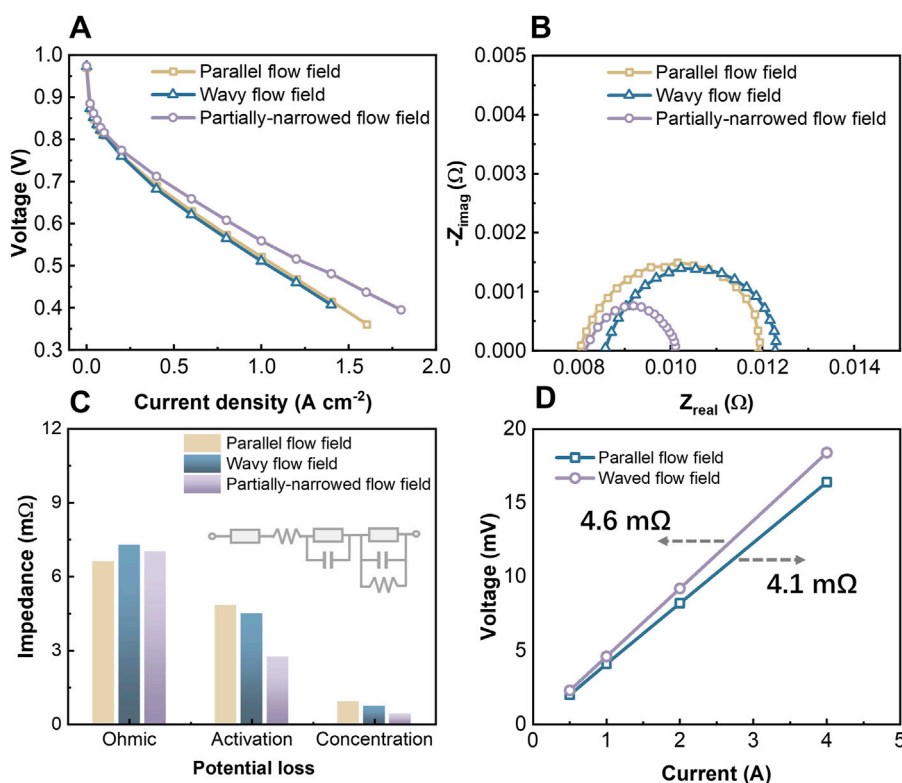 A
1.0
0.9
0.8
0.7
0.6
0.5
0.4
0.3
Voltage (V)
Parallel flow field
Wavy flow field
Partially-narrowed flow field
0.0
0.5
1.0
1.5
2.0
Current density (A cm⁻²)
B
0.005
0.004
0.003
0.002
0.001
0.000
-Z_imag (Ω)
Parallel flow field
Wavy flow field
Partially-narrowed flow field
0.008
0.010
0.012
0.014
Z_real (Ω)
C
12
9
6
3
0
Impedance (mΩ)
Parallel flow field
Wavy flow field
Partially-narrowed flow field
Ohmic
Activation
Concentration
Potential loss
D
20
15
10
5
0
Voltage (mV)
Parallel flow field
Waved flow field
4.6 mΩ
4.1 mΩ
0
1
2
3
4
5
Current (A)